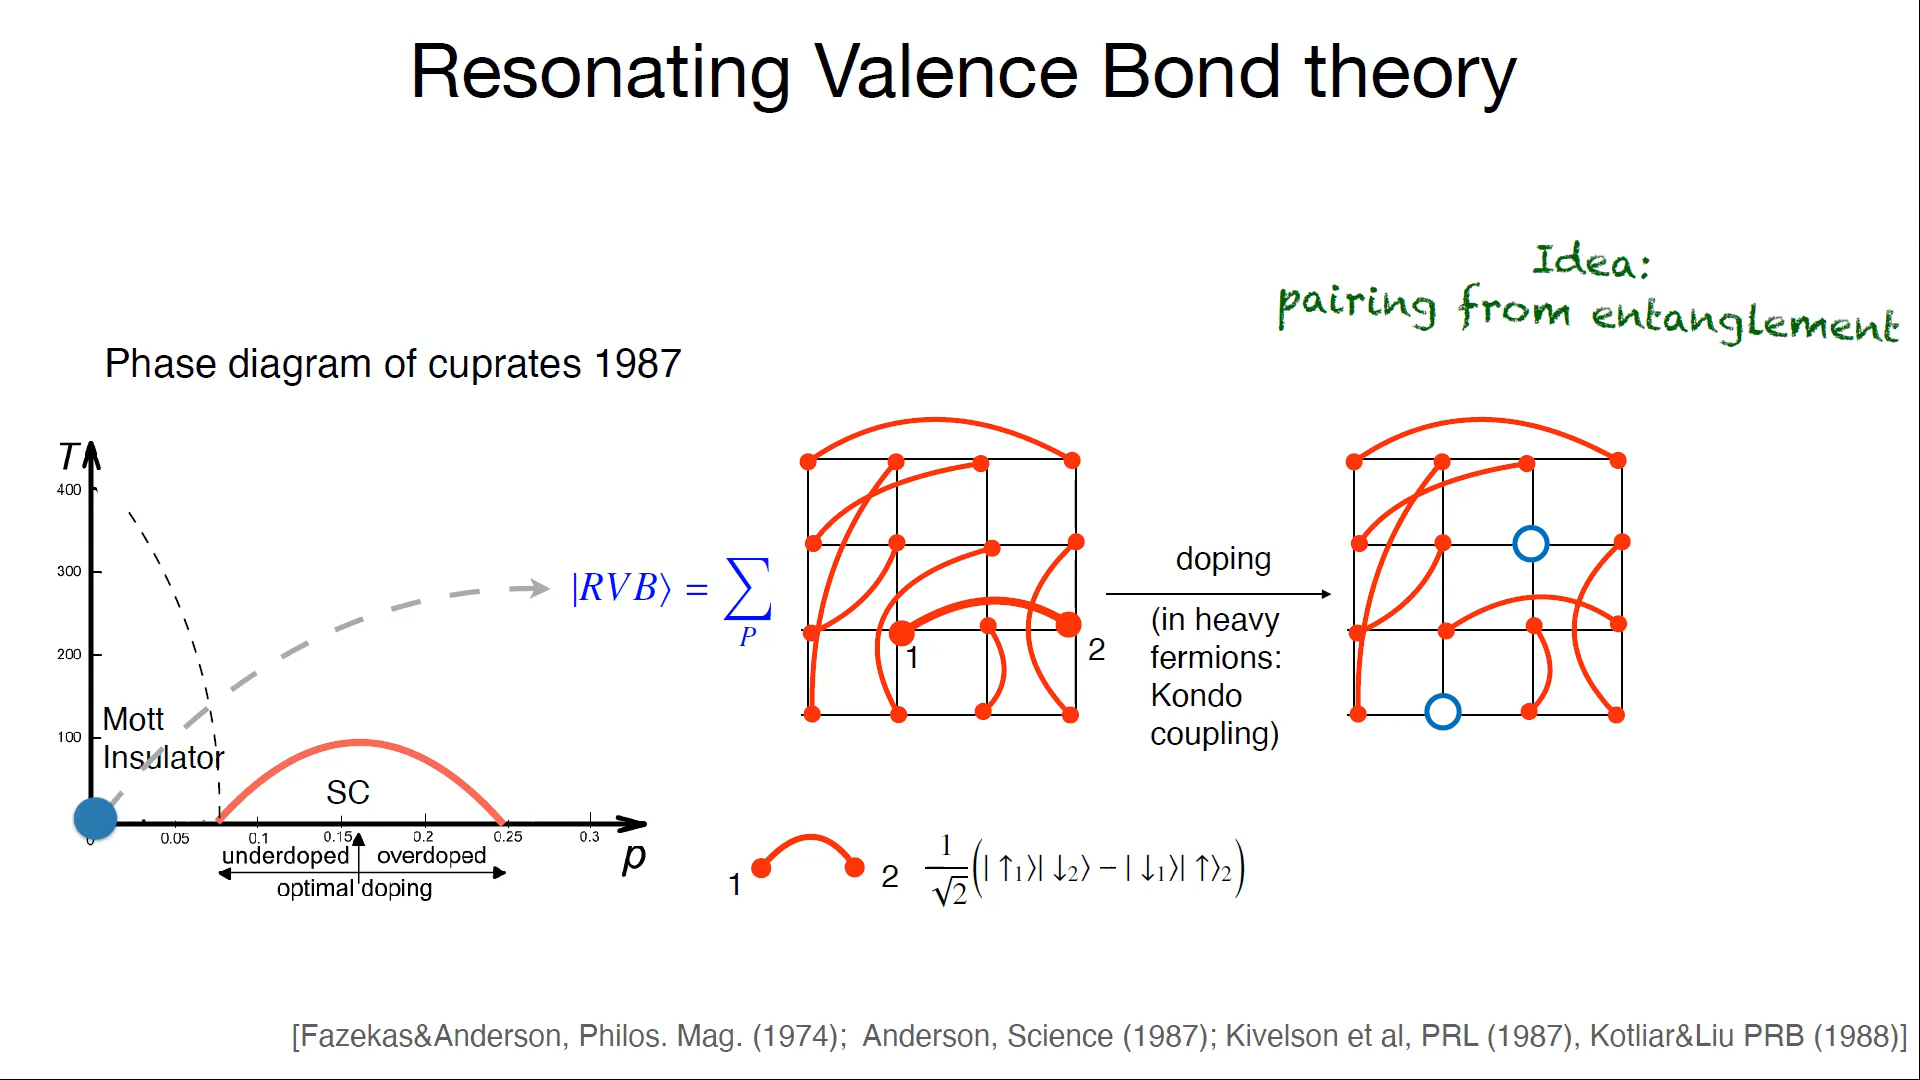 Resonating Valence Bond theory
Idea:
pairing from entanglement
Phase diagram of cuprates 1987
T
400
300
200
100
Mott
Insulator
SC
0
0.05
0.1
0.15
0.2
0.25
0.3
p
underdoped
overdoped
optimal doping
|RVB⟩ = ∑
P
1
2
doping
(in heavy
fermions:
Kondo
coupling)
1
2
1/√2 (| ↑₁⟩| ↓₂⟩ − | ↓₁⟩| ↑⟩₂)
[Fazekas&Anderson, Philos. Mag. (1974); Anderson, Science (1987); Kivelson et al, PRL (1987), Kotliar&Liu PRB (1988)]